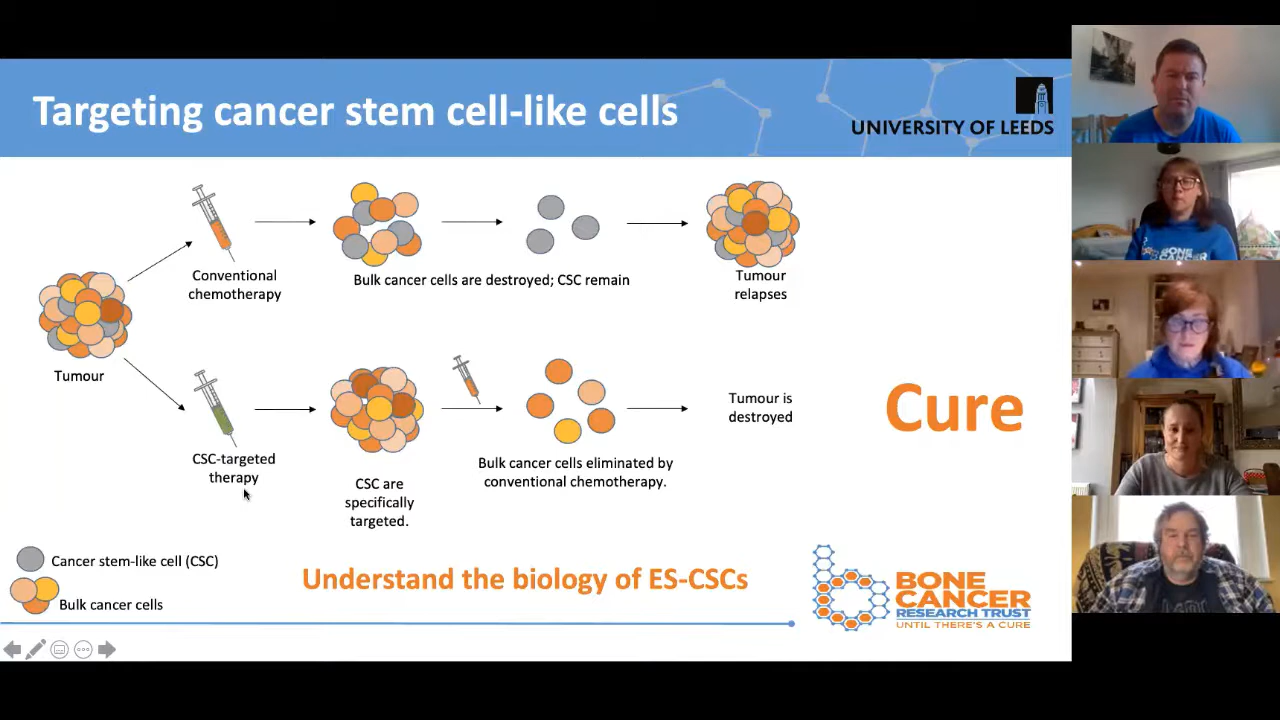 Targeting cancer stem cell-like cells
UNIVERSITY OF LEEDS
Conventional
chemotherapy
Bulk cancer cells are destroyed; CSC remain
Tumour
relapses
Tumour
CSC-targeted
therapy
CSC are
specifically
targeted.
Bulk cancer cells eliminated by
conventional chemotherapy.
Tumour is
destroyed
Cure
Cancer stem-like cell (CSC)
Bulk cancer cells
Understand the biology of ES-CSCs
BONE
CANCER
RESEARCH TRUST
UNTIL THERE'S A CURE
BONE